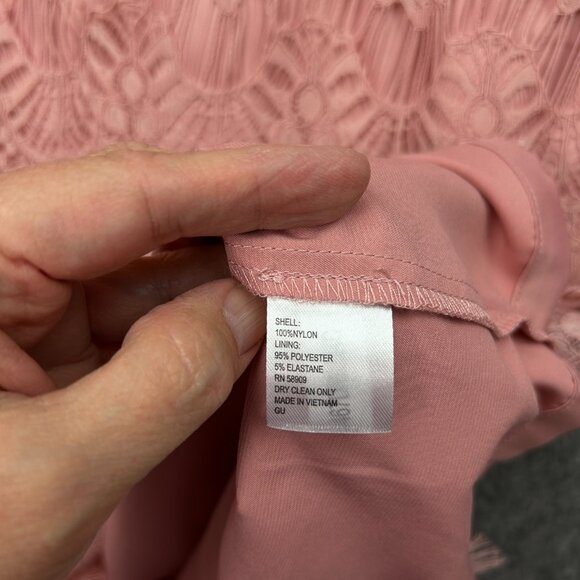 SHELL:
100%NYLON
LINING:
95% POLYESTER
5% ELASTANE
RN 58909
DRY CLEAN ONLY
MADE IN VIETNAM
GU